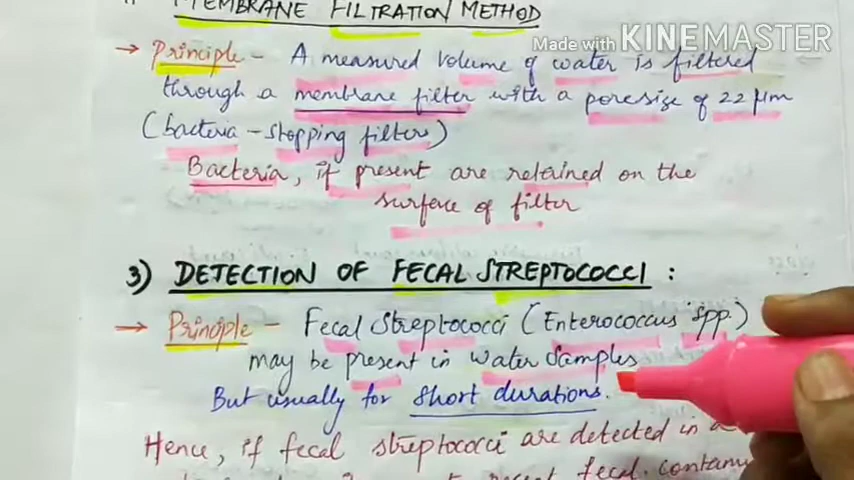 MEMBRANE FILTRATION METHOD
Made with KINEMASTER
→ Principle - A measured volume of water is filtered
through a membrane filter with a poresize of 22 µm
(bacteria - stopping filters)
Bacteria, if present are retained on the
surface of filter
3) DETECTION OF FECAL STREPTOCOCCI :
→ Principle - Fecal Streptococci (Enterococcus spp.)
may be present in water samples
But usually for short durations.
Hence, if fecal streptococci are detected in a
recent fecal